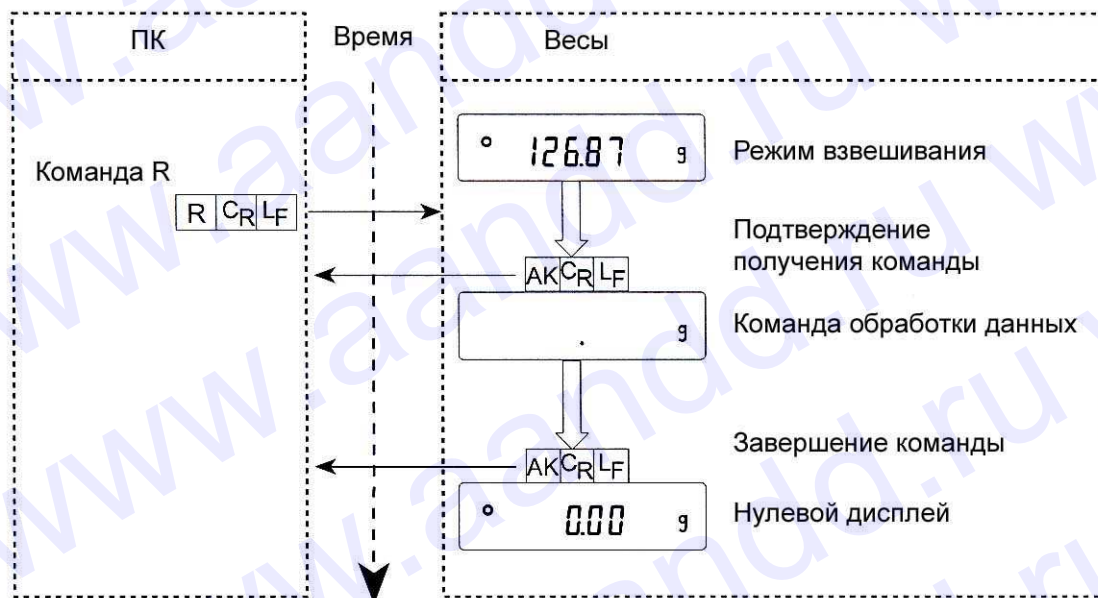 ПК
Время
Весы
126.87 g
Режим взвешивания
Команда R
R CR LF
Подтверждение
получения команды
AK CR LF
. g
Команда обработки данных
Завершение команды
AK CR LF
0.00 g
Нулевой дисплей
www.aandd.ru